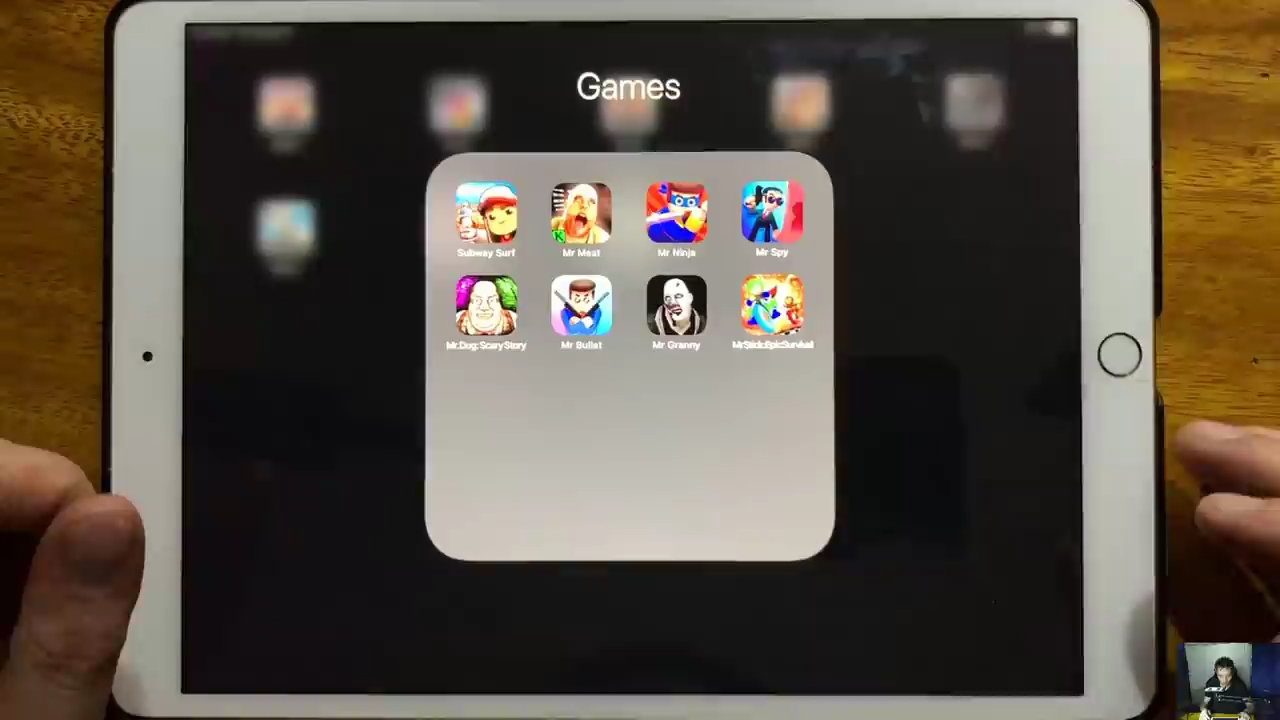 Games
Subway Surf
Mr Meat
Mr Ninja
Mr Spy
Mr.Dog: Scary Story
Mr Bullet
Mr Granny
MrStick:EpicSurvival
K